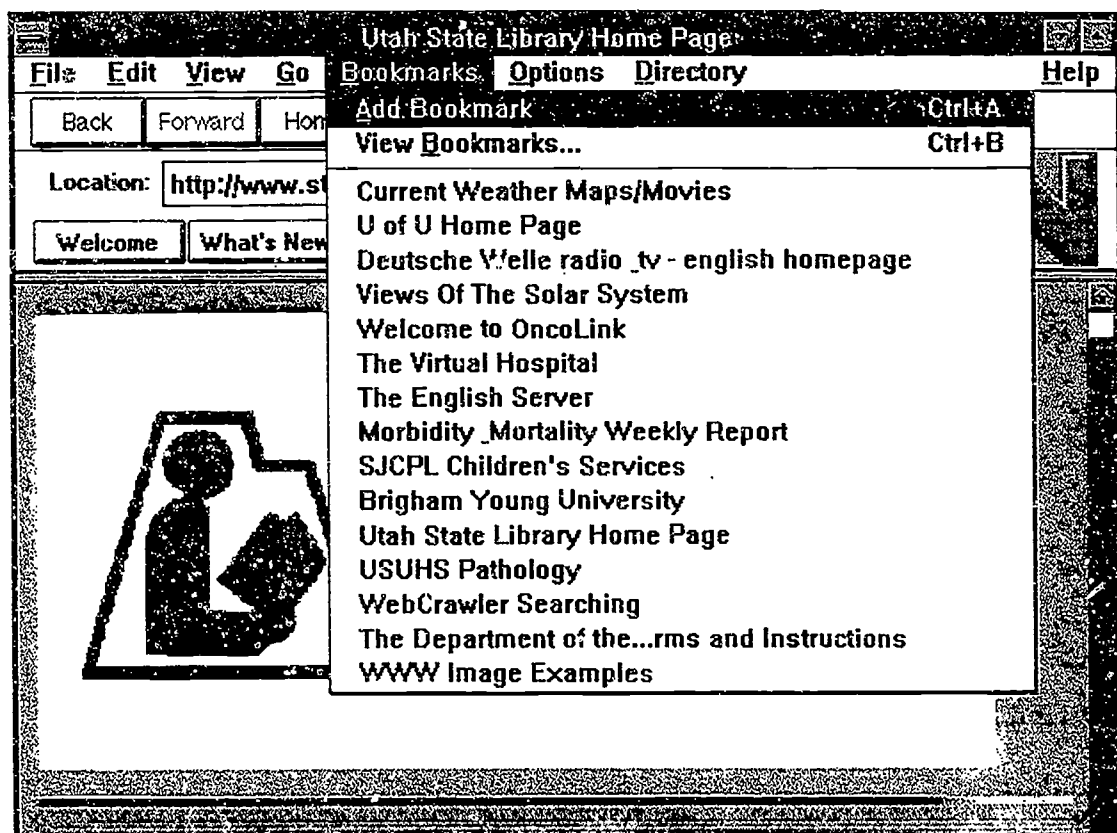 Utah State Library Home Page
File Edit View Go Bookmarks Options Directory Help
Back Forward Hom
Add Bookmark Ctrl+A
View Bookmarks... Ctrl+B
Location: http://www.st
Current Weather Maps/Movies
U of U Home Page
Welcome What's New
Deutsche Welle radio _tv - english homepage
Views Of The Solar System
Welcome to OncoLink
The Virtual Hospital
The English Server
Morbidity _Mortality Weekly Report
SJCPL Children's Services
Brigham Young University
Utah State Library Home Page
USUHS Pathology
WebCrawler Searching
The Department of the...rms and Instructions
WWW Image Examples